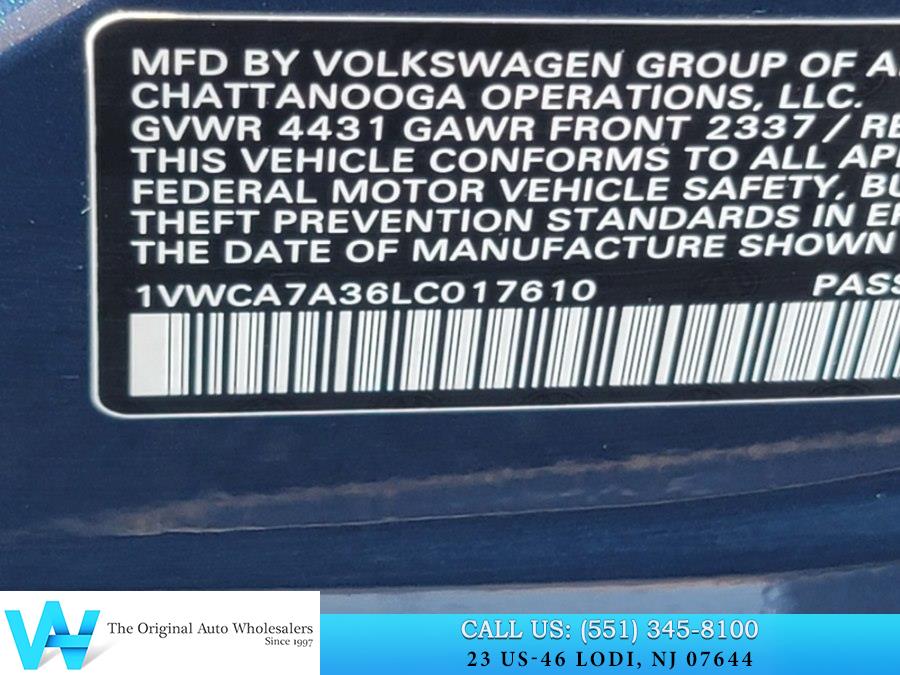 MFD BY VOLKSWAGEN GROUP OF A
CHATTANOOGA OPERATIONS, LLC.
GVWR 4431 GAWR FRONT 2337 / RE
THIS VEHICLE CONFORMS TO ALL APP
FEDERAL MOTOR VEHICLE SAFETY, BU
THEFT PREVENTION STANDARDS IN EF
THE DATE OF MANUFACTURE SHOWN
1VWCA7A36LC017610 PASS
The Original Auto Wholesalers
Since 1997
CALL US: (551) 345-8100
23 US-46 LODI, NJ 07644